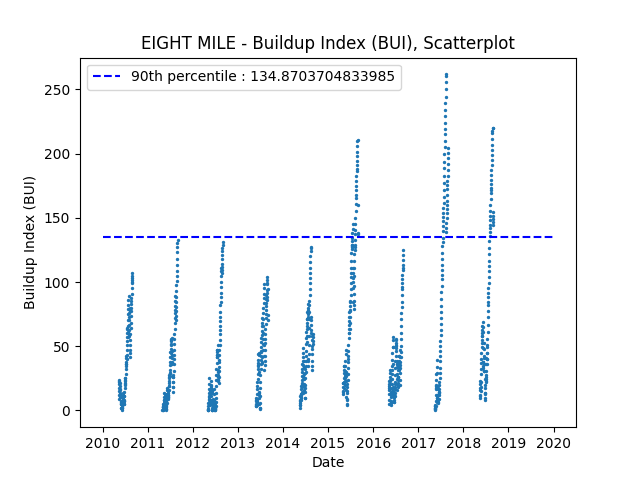 EIGHT MILE - Buildup Index (BUI), Scatterplot
90th percentile : 134.8703704833985
250
200
150
100
50
0
Buildup Index (BUI)
2010 2011 2012 2013 2014 2015 2016 2017 2018 2019 2020
Date